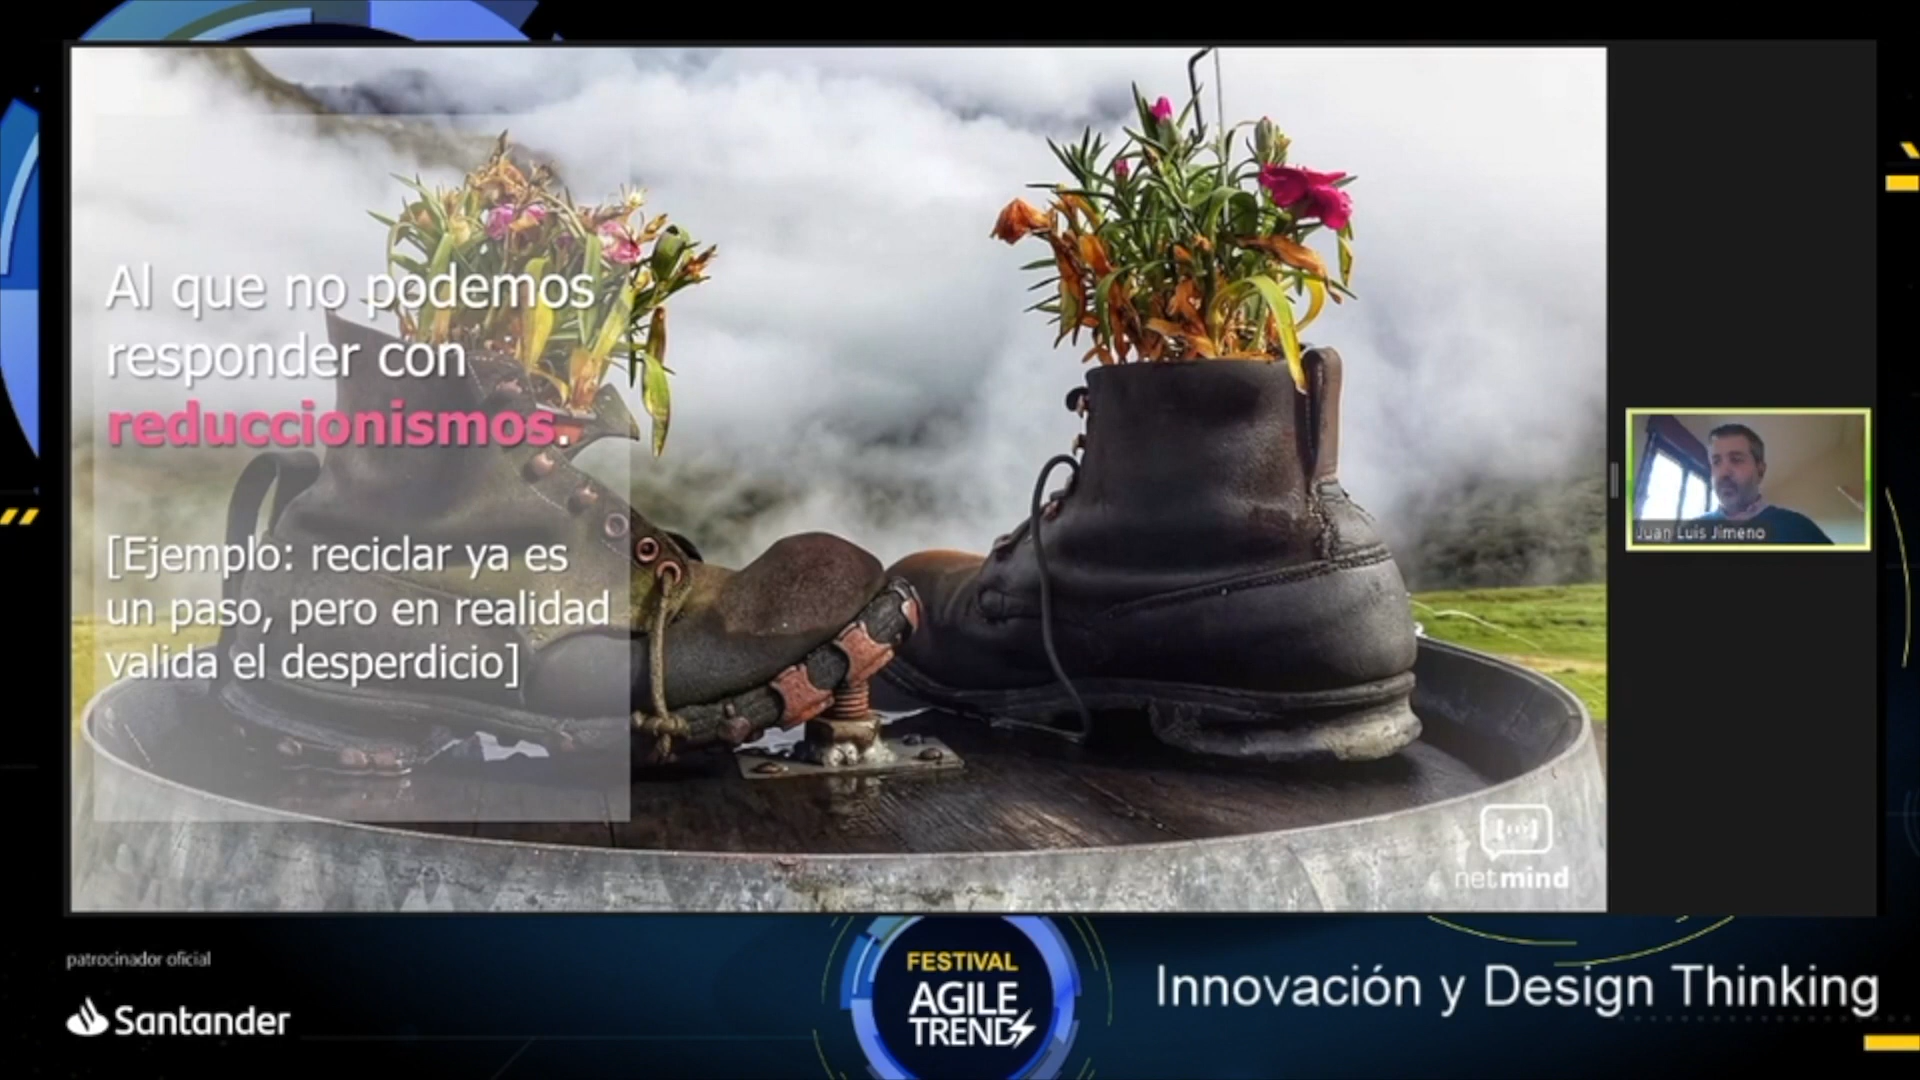 Al que no podemos
responder con
reduccionismos.
[Ejemplo: reciclar ya es
un paso, pero en realidad
valida el desperdicio]
netmind
Juan Luis Jimeno
patrocinador oficial
Santander
FESTIVAL
AGILE
TRENDS
Innovación y Design Thinking